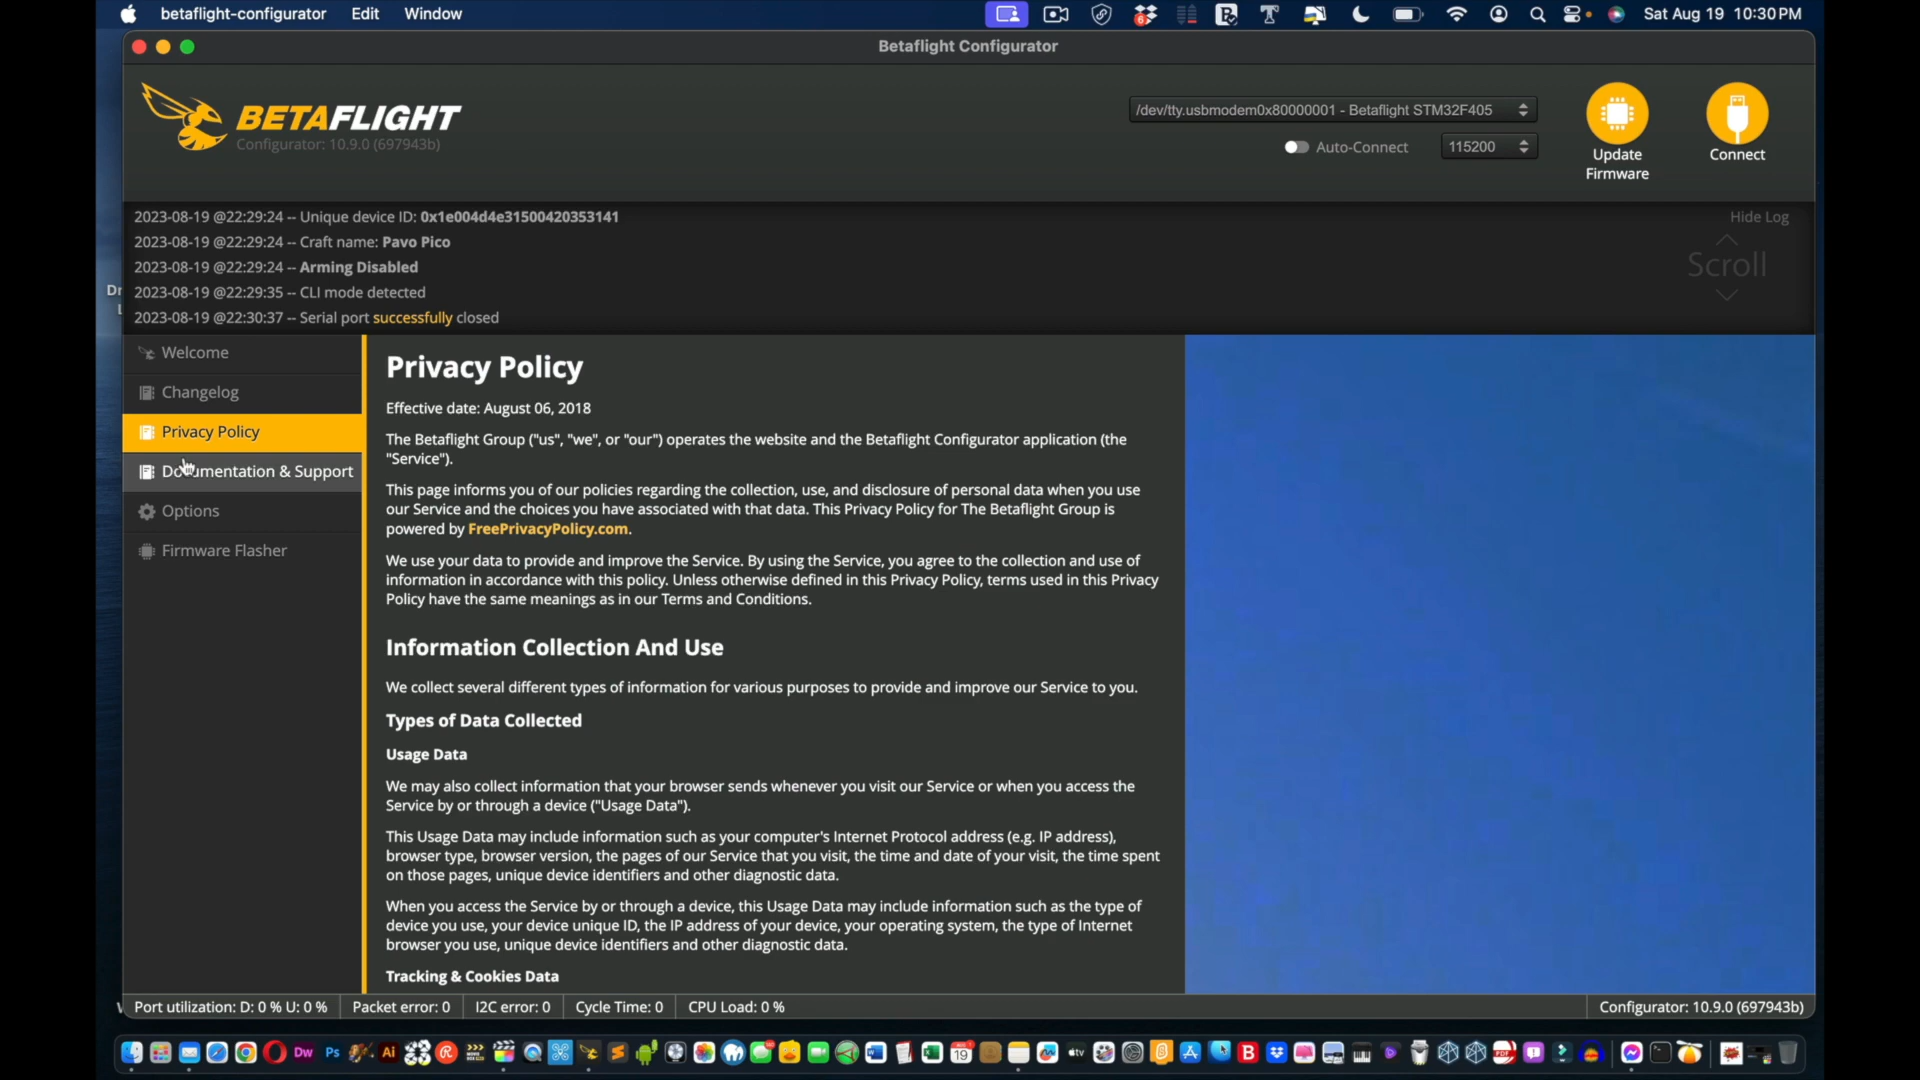 betaflight-configurator Edit Window
Sat Aug 19 10:30 PM
Betaflight Configurator
BETAFLIGHT
Configurator: 10.9.0 (697943b)
/dev/tty.usbmodem0x80000001 - Betaflight STM32F405
Auto-Connect
115200
Update
Firmware
Connect
2023-08-19 @22:29:24 -- Unique device ID: 0x1e004d4e31500420353141
2023-08-19 @22:29:24 -- Craft name: Pavo Pico
2023-08-19 @22:29:24 -- Arming Disabled
2023-08-19 @22:29:35 -- CLI mode detected
2023-08-19 @22:30:37 -- Serial port successfully closed
Hide Log
Scroll
Welcome
Changelog
Privacy Policy
Documentation & Support
Options
Firmware Flasher
Privacy Policy
Effective date: August 06, 2018
The Betaflight Group ("us", "we", or "our") operates the website and the Betaflight Configurator application (the
"Service").
This page informs you of our policies regarding the collection, use, and disclosure of personal data when you use
our Service and the choices you have associated with that data. This Privacy Policy for The Betaflight Group is
powered by FreePrivacyPolicy.com.
We use your data to provide and improve the Service. By using the Service, you agree to the collection and use of
information in accordance with this policy. Unless otherwise defined in this Privacy Policy, terms used in this Privacy
Policy have the same meanings as in our Terms and Conditions.
Information Collection And Use
We collect several different types of information for various purposes to provide and improve our Service to you.
Types of Data Collected
Usage Data
We may also collect information that your browser sends whenever you visit our Service or when you access the
Service by or through a device ("Usage Data").
This Usage Data may include information such as your computer's Internet Protocol address (e.g. IP address),
browser type, browser version, the pages of our Service that you visit, the time and date of your visit, the time spent
on those pages, unique device identifiers and other diagnostic data.
When you access the Service by or through a device, this Usage Data may include information such as the type of
device you use, your device unique ID, the IP address of your device, your operating system, the type of Internet
browser you use, unique device identifiers and other diagnostic data.
Tracking & Cookies Data
Port utilization: D: 0 % U: 0 %
Packet error: 0
I2C error: 0
Cycle Time: 0
CPU Load: 0 %
Configurator: 10.9.0 (697943b)
Dw Ps Ai
19
tv